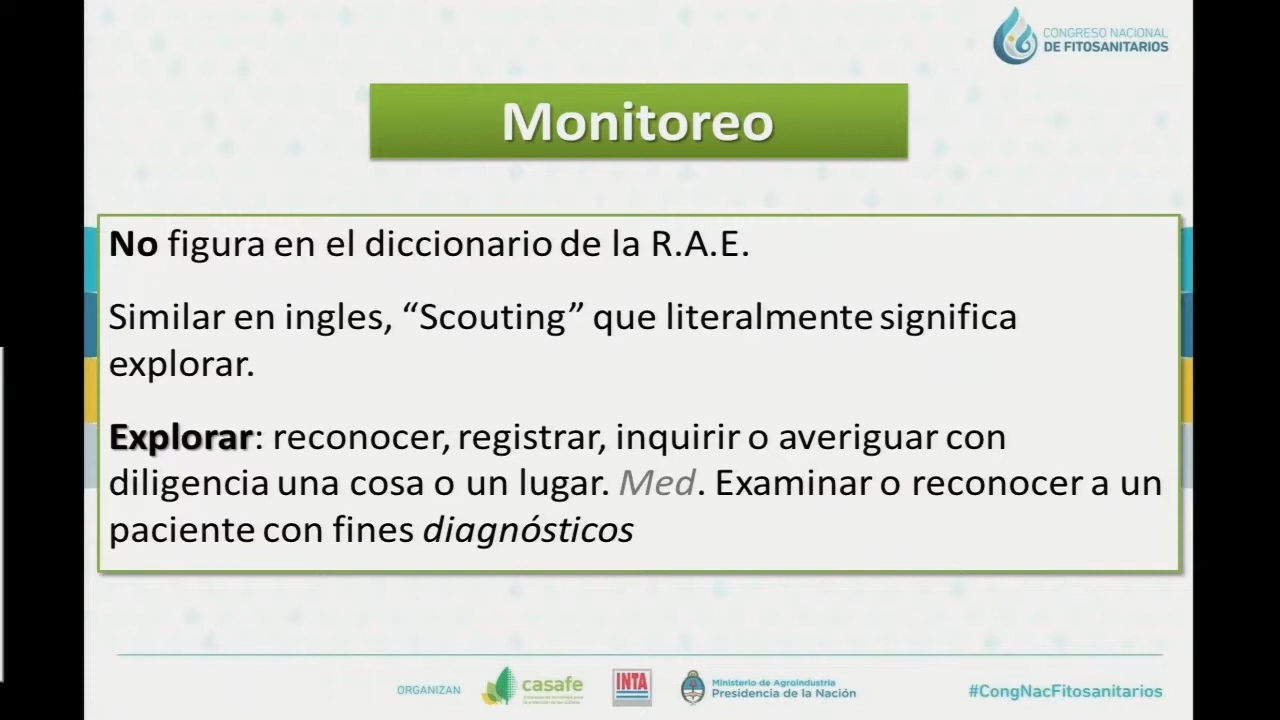 CONGRESO NACIONAL
DE FITOSANITARIOS
Monitoreo
No figura en el diccionario de la R.A.E.
Similar en ingles, “Scouting” que literalmente significa
explorar.
Explorar: reconocer, registrar, inquirir o averiguar con
diligencia una cosa o un lugar. Med. Examinar o reconocer a un
paciente con fines diagnósticos
ORGANIZAN
casafe
INTA
Ministerio de Agroindustria
Presidencia de la Nación
#CongNacFitosanitarios